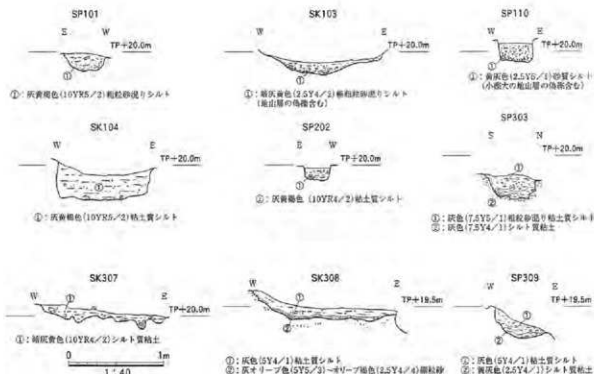 SP101
E W
TP+20.0m
①
①：灰黄褐色(10YR5/2)粗粒砂混りシルト
SK103
W E
TP+20.0m
①
①：暗灰黄色(2.5Y4/2)極粗粒砂混りシルト
(地山層の偽礫含む)
SP110
E W
TP+20.0m
①
①：黄灰色(2.5Y5/1)砂質シルト
(小礫大の地山層の偽礫含む)
SK104
W E
TP+20.0m
①
①：灰黄褐色(10YR5/2)粘土質シルト
SP202
E W
TP+20.0m
①
①：灰黄褐色(10YR4/2)粘土質シルト
SP303
S N
TP+20.0m
①
②
①：灰色(7.5Y5/1)粗粒砂混り粘土質シルト
②：灰色(7.5Y4/1)シルト質粘土
SK307
W E
TP+20.0m
①
①：暗灰黄色(10YR4/2)シルト質粘土
SK308
W E
TP+19.5m
①
②
①：灰色(5Y4/1)粘土質シルト
②：灰オリーブ色(5Y5/3)～オリーブ褐色(2.5Y4/4)細粒砂
SP309
W E
TP+19.5m
①
②
①：灰色(5Y4/1)粘土質シルト
②：黄灰色(2.5Y4/1)シルト質粘土
0 1m
1：40